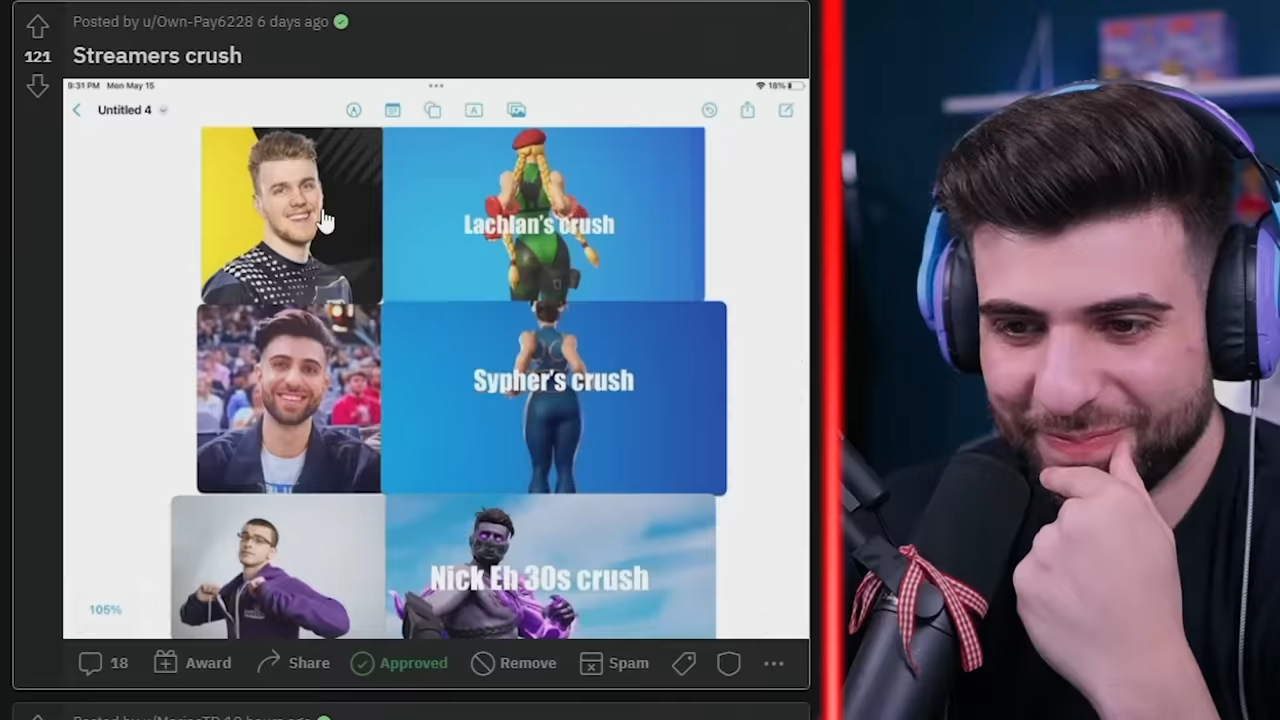 Posted by u/Own-Pay6228 6 days ago
121
Streamers crush
9:31 PM Mon May 15
18%
Untitled 4
A
Lachlan's crush
Sypher's crush
Nick Eh 30s crush
105%
18 Award Share Approved Remove Spam